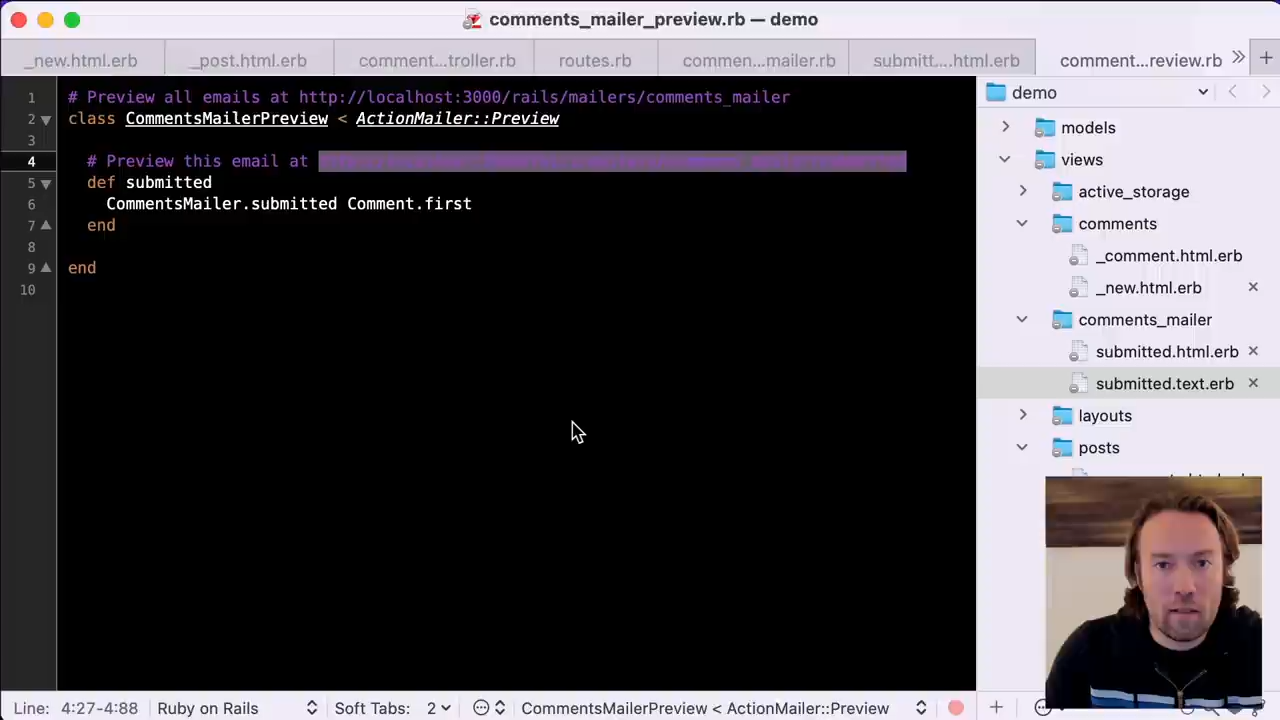 comments_mailer_preview.rb — demo
_new.html.erb
_post.html.erb
comment...troller.rb
routes.rb
commen...mailer.rb
submitt....html.erb
comment...review.rb
demo
1 # Preview all emails at http://localhost:3000/rails/mailers/comments_mailer
2 class CommentsMailerPreview < ActionMailer::Preview
3
4 # Preview this email at
5 def submitted
6 CommentsMailer.submitted Comment.first
7 end
8
9 end
10
models
views
active_storage
comments
_comment.html.erb
_new.html.erb
comments_mailer
submitted.html.erb
submitted.text.erb
layouts
posts
Line: 4:27-4:88 Ruby on Rails Soft Tabs: 2 CommentsMailerPreview < ActionMailer::Preview